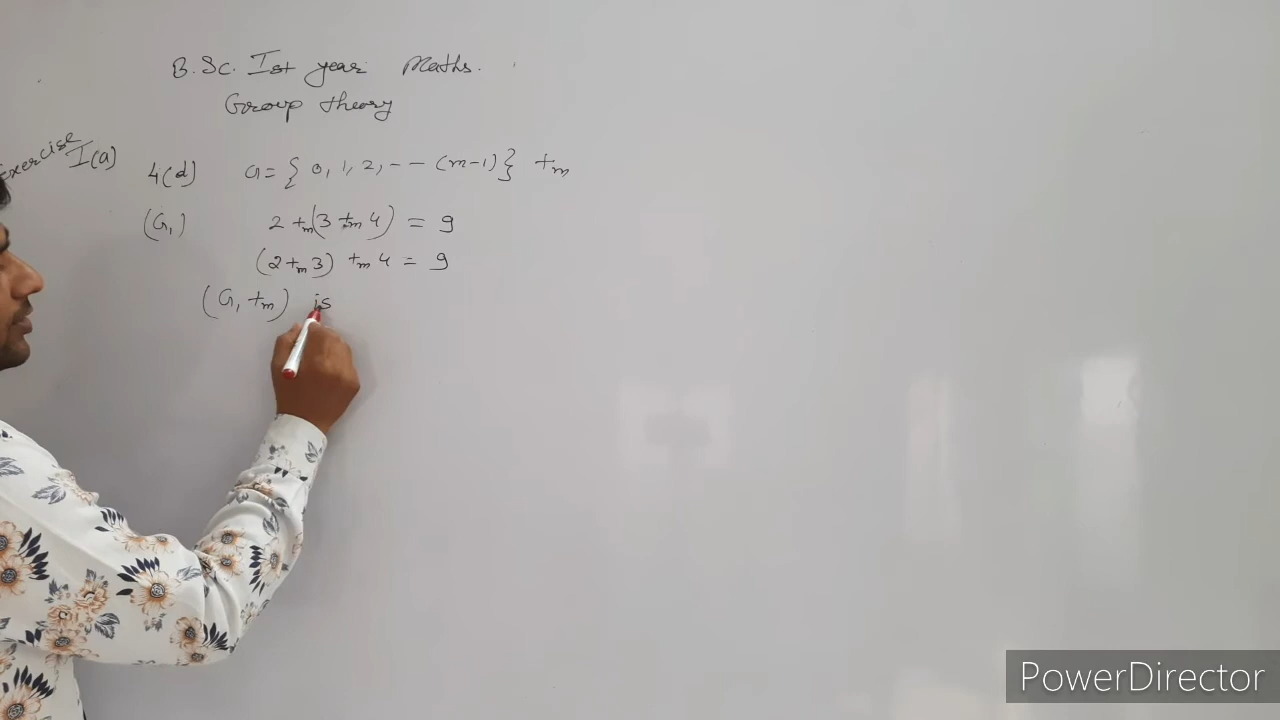 B.Sc. Ist year Maths.
Group theory
Exercise I(a)
4(d) G = { 0, 1, 2, -- (m-1)} +m
(G1) 2 +m (3 +m 4) = 9
(2 +m 3) +m 4 = 9
(G, +m) is
PowerDirector